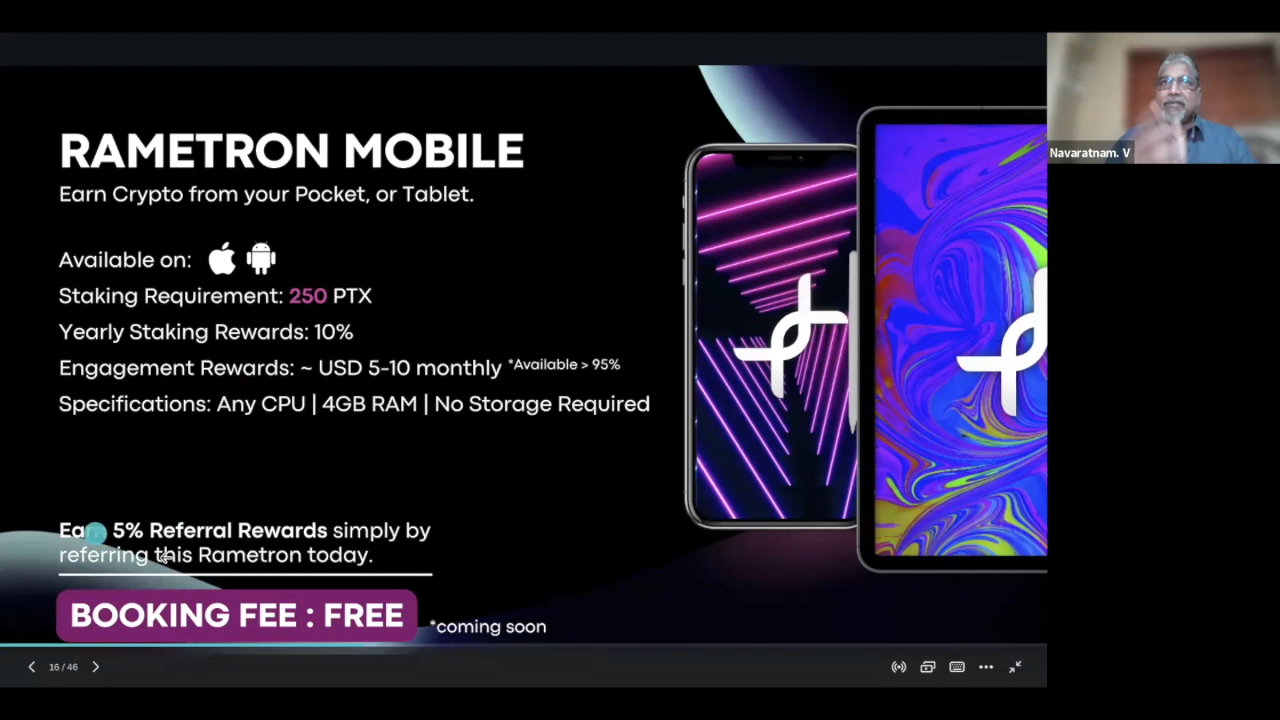 RAMETRON MOBILE
Earn Crypto from your Pocket, or Tablet.
Available on:
Staking Requirement: 250 PTX
Yearly Staking Rewards: 10%
Engagement Rewards: ~ USD 5-10 monthly *Available > 95%
Specifications: Any CPU | 4GB RAM | No Storage Required
Earn 5% Referral Rewards simply by
referring this Rametron today.
BOOKING FEE : FREE
*coming soon
16 / 46
Navaratnam. V